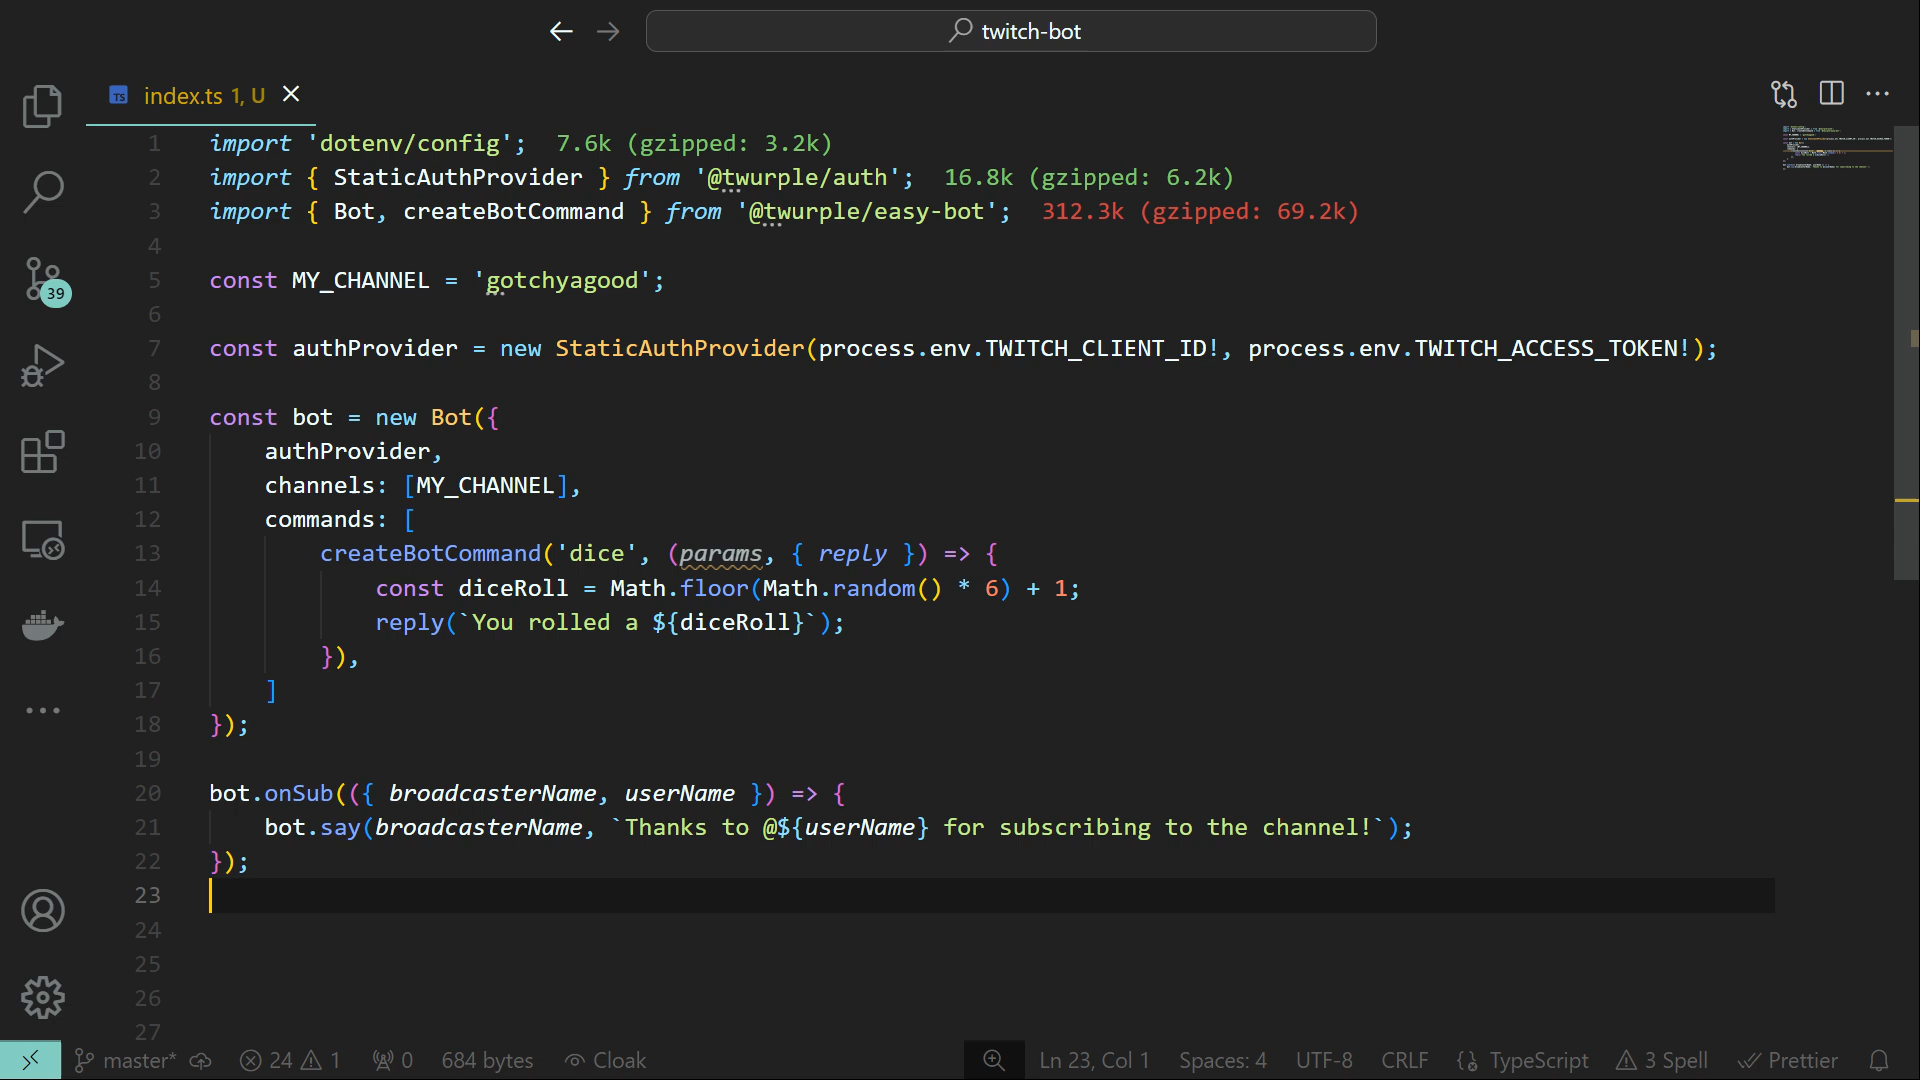 twitch-bot
TS index.ts 1, U
1 import 'dotenv/config'; 7.6k (gzipped: 3.2k)
2 import { StaticAuthProvider } from '@twurple/auth'; 16.8k (gzipped: 6.2k)
3 import { Bot, createBotCommand } from '@twurple/easy-bot'; 312.3k (gzipped: 69.2k)
4
5 const MY_CHANNEL = 'gotchyagood';
6
7 const authProvider = new StaticAuthProvider(process.env.TWITCH_CLIENT_ID!, process.env.TWITCH_ACCESS_TOKEN!);
8
9 const bot = new Bot({
10     authProvider,
11     channels: [MY_CHANNEL],
12     commands: [
13         createBotCommand('dice', (params, { reply }) => {
14             const diceRoll = Math.floor(Math.random() * 6) + 1;
15             reply(`You rolled a ${diceRoll}`);
16         }),
17     ]
18 });
19
20 bot.onSub(({ broadcasterName, userName }) => {
21     bot.say(broadcasterName, `Thanks to @${userName} for subscribing to the channel!`);
22 });
23
24
25
26
27
39
master* 24 1 0 684 bytes Cloak Ln 23, Col 1 Spaces: 4 UTF-8 CRLF TypeScript 3 Spell Prettier